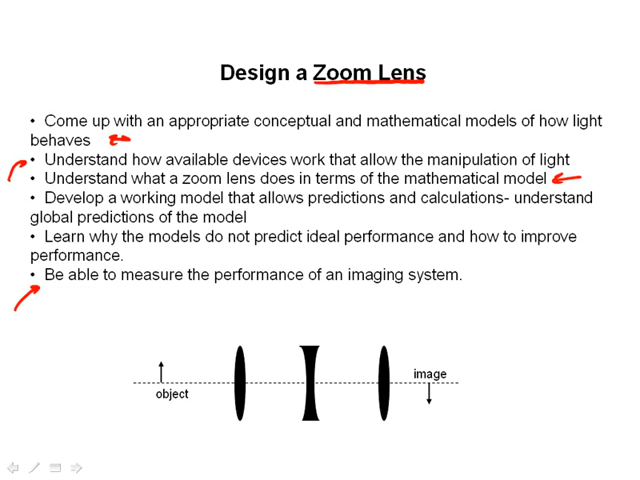 Design a Zoom Lens
• Come up with an appropriate conceptual and mathematical models of how light
behaves
• Understand how available devices work that allow the manipulation of light
• Understand what a zoom lens does in terms of the mathematical model
• Develop a working model that allows predictions and calculations- understand
global predictions of the model
• Learn why the models do not predict ideal performance and how to improve
performance.
• Be able to measure the performance of an imaging system.
image
object